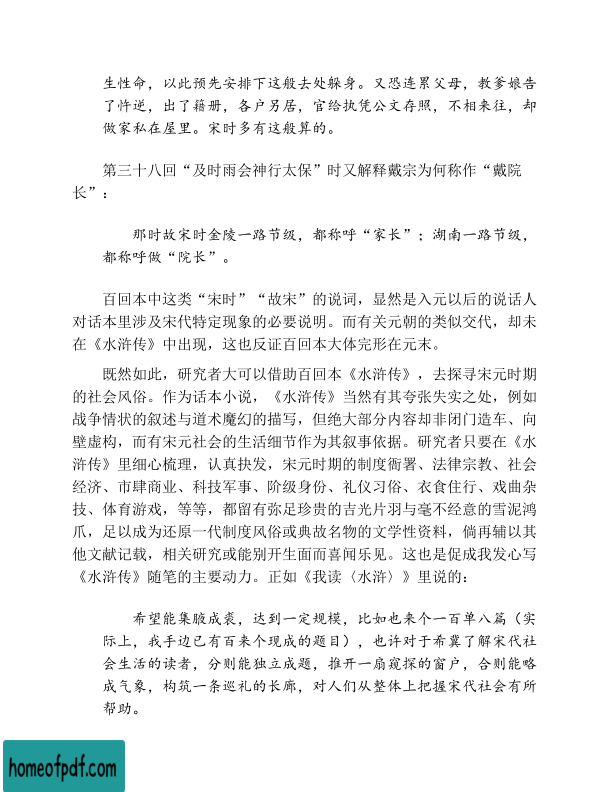 生性命，以此预先安排下这般去处躲身。又恐连累父母，教爹娘告
了忤逆，出了籍册，各户另居，官给执凭公文存照，不相来往，却
做家私在屋里。宋时多有这般算的。
第三十八回“及时雨会神行太保”时又解释戴宗为何称作“戴院
长”：
那时故宋时金陵一路节级，都称呼“家长”；湖南一路节级，
都称呼做“院长”。
百回本中这类“宋时”“故宋”的说词，显然是入元以后的说话人
对话本里涉及宋代特定现象的必要说明。而有关元朝的类似交代，却未
在《水浒传》中出现，这也反证百回本大体完形在元末。
既然如此，研究者大可以借助百回本《水浒传》，去探寻宋元时期
的社会风俗。作为话本小说，《水浒传》当然有其夸张失实之处，例如
战争情状的叙述与道术魔幻的描写，但绝大部分内容却非闭门造车、向
壁虚构，而有宋元社会的生活细节作为其叙事依据。研究者只要在《水
浒传》里细心梳理，认真抉发，宋元时期的制度衙署、法律宗教、社会
经济、市肆商业、科技军事、阶级身份、礼仪习俗、衣食住行、戏曲杂
技、体育游戏，等等，都留有弥足珍贵的吉光片羽与毫不经意的雪泥鸿
爪，足以成为还原一代制度风俗或典故名物的文学性资料，倘再辅以其
他文献记载，相关研究或能别开生面而喜闻乐见。这也是促成我发心写
《水浒传》随笔的主要动力。正如《我读〈水浒〉》里说的：
希望能集腋成裘，达到一定规模，比如也来个一百单八篇（实
际上，我手边已有百来个现成的题目），也许对于希冀了解宋代社
会生活的读者，分则能独立成题，推开一扇窥探的窗户，合则能略
成气象，构筑一条巡礼的长廊，对人们从整体上把握宋代社会有所
帮助。
homeofpdf.com